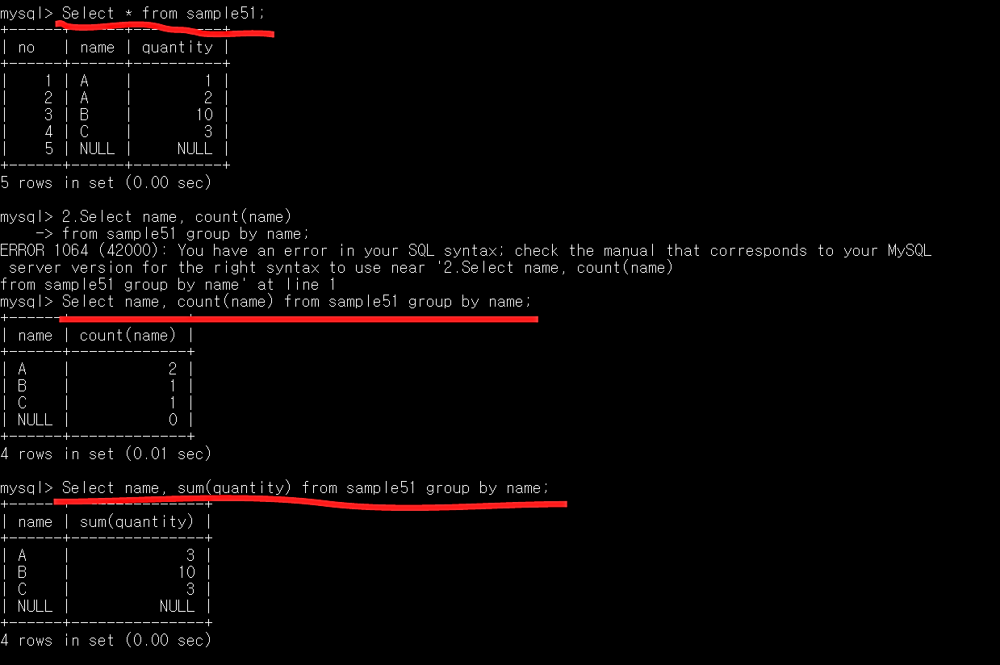 mysql> Select * from sample51;
+------+------+----------+
| no   | name | quantity |
+------+------+----------+
|    1 | A    |        1 |
|    2 | A    |        2 |
|    3 | B    |       10 |
|    4 | C    |        3 |
|    5 | NULL |     NULL |
+------+------+----------+
5 rows in set (0.00 sec)

mysql> 2.Select name, count(name)
    -> from sample51 group by name;
ERROR 1064 (42000): You have an error in your SQL syntax; check the manual that corresponds to your MySQL
 server version for the right syntax to use near '2.Select name, count(name)
from sample51 group by name' at line 1
mysql> Select name, count(name) from sample51 group by name;
+------+-------------+
| name | count(name) |
+------+-------------+
| A    |           2 |
| B    |           1 |
| C    |           1 |
| NULL |           0 |
+------+-------------+
4 rows in set (0.01 sec)

mysql> Select name, sum(quantity) from sample51 group by name;
+------+---------------+
| name | sum(quantity) |
+------+---------------+
| A    |             3 |
| B    |            10 |
| C    |             3 |
| NULL |          NULL |
+------+---------------+
4 rows in set (0.00 sec)